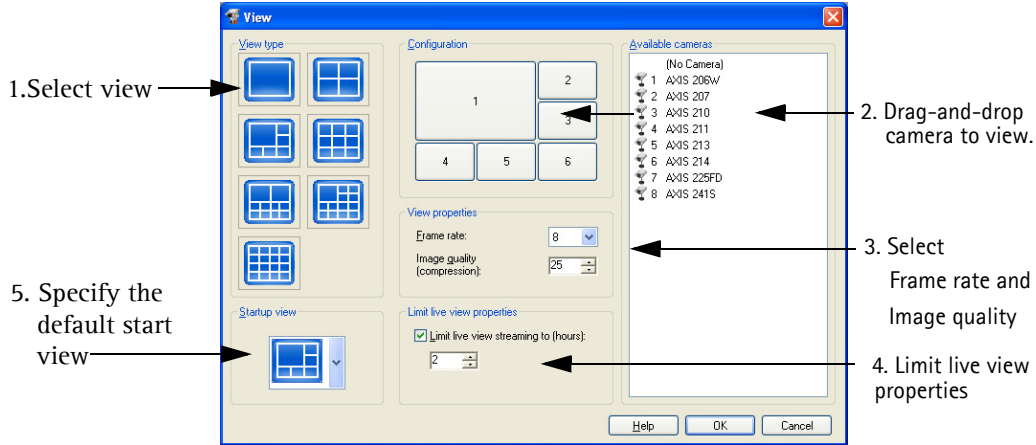 View
View type
Configuration
Available cameras
1
2
3
4
5
6
(No Camera)
1 AXIS 206W
2 AXIS 207
3 AXIS 210
4 AXIS 211
5 AXIS 213
6 AXIS 214
7 AXIS 225FD
8 AXIS 241S
View properties
Frame rate:
8
Image quality
(compression):
25
Startup view
Limit live view properties
Limit live view streaming to (hours):
2
Help
OK
Cancel
1.Select view
2. Drag-and-drop
camera to view.
3. Select
Frame rate and
Image quality
4. Limit live view
properties
5. Specify the
default start
view